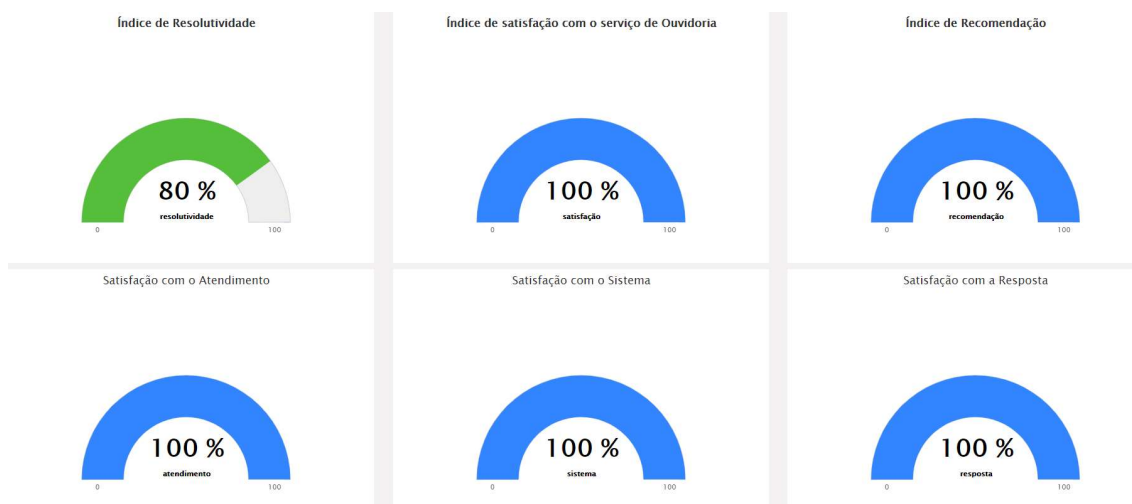 Índice de Resolutividade
80 %
resolutividade
0 100
Índice de satisfação com o serviço de Ouvidoria
100 %
satisfação
0 100
Índice de Recomendação
100 %
recomendação
0 100
Satisfação com o Atendimento
100 %
atendimento
0 100
Satisfação com o Sistema
100 %
sistema
0 100
Satisfação com a Resposta
100 %
resposta
0 100